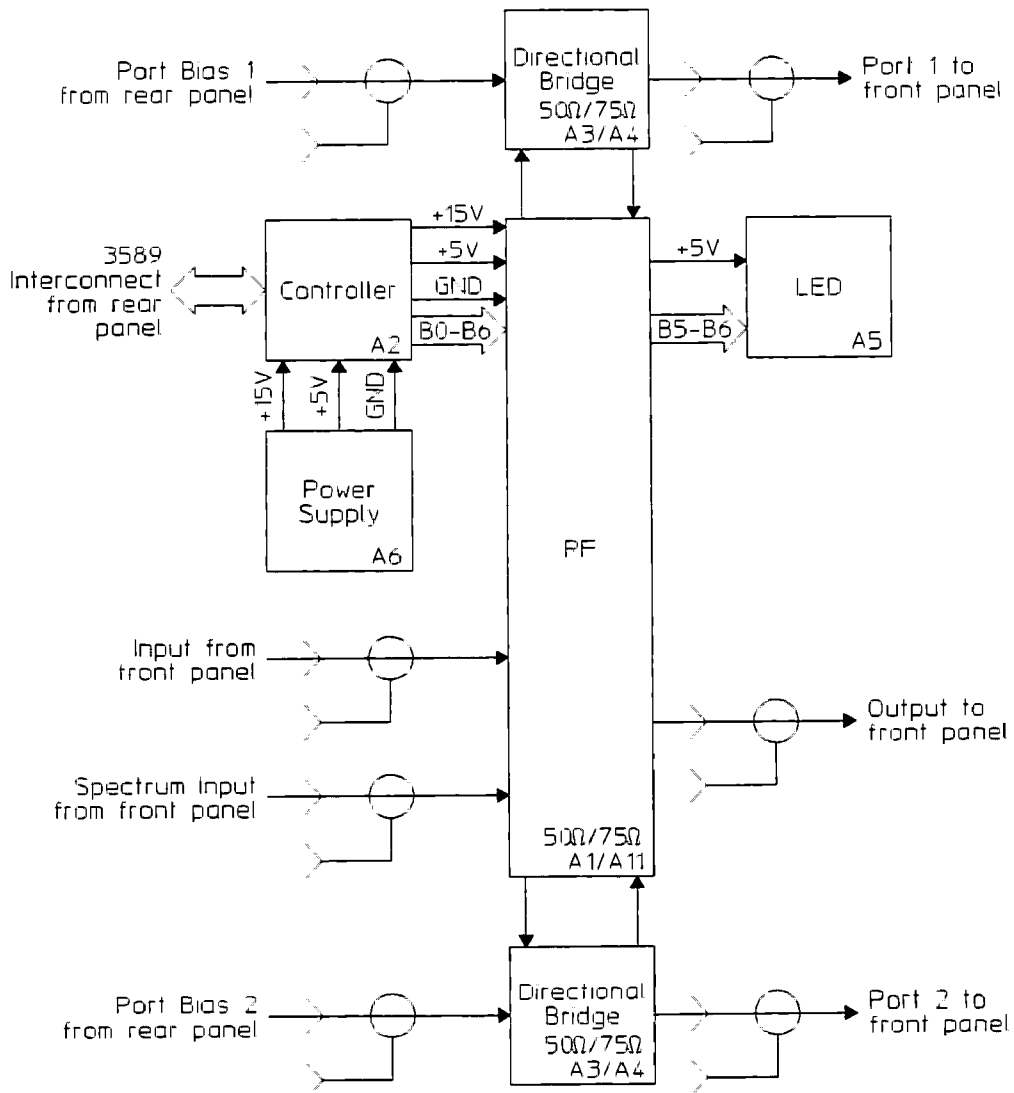 Port Bias 1
from rear panel
Directional
Bridge
50Ω/75Ω
A3/A4
Port 1 to
front panel
3589
Interconnect
from rear
panel
Controller
A2
+15V
+5V
GND
B0-B6
+5V
B5-B6
LED
A5
+15V
+5V
GND
Power
Supply
A6
RF
Input from
front panel
Output to
front panel
Spectrum Input
from front panel
50Ω/75Ω
A1/A11
Port Bias 2
from rear panel
Directional
Bridge
50Ω/75Ω
A3/A4
Port 2 to
front panel